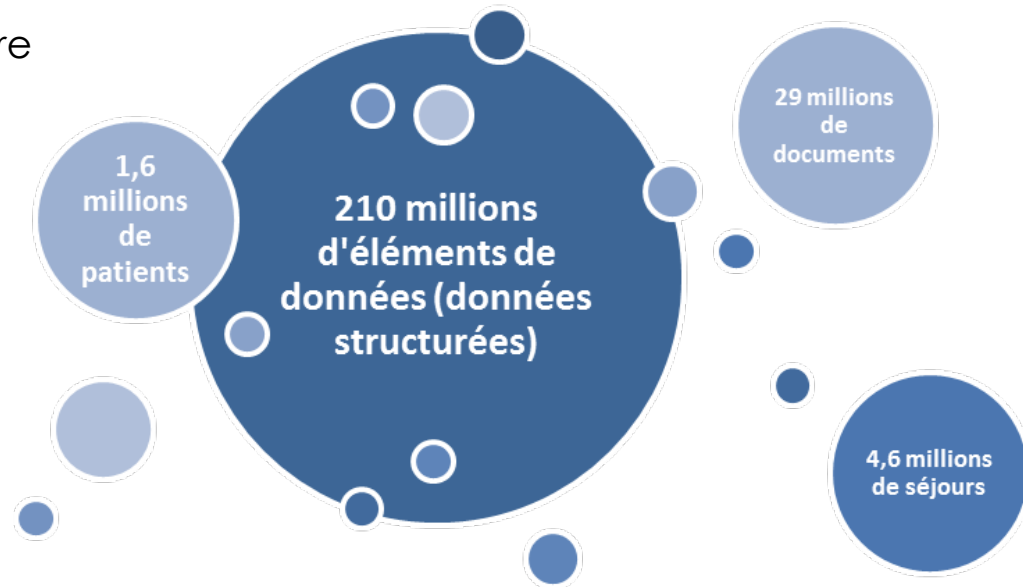 re
1,6
millions
de
patients
210 millions
d'éléments de
données (données
structurées)
29 millions
de
documents
4,6 millions
de séjours